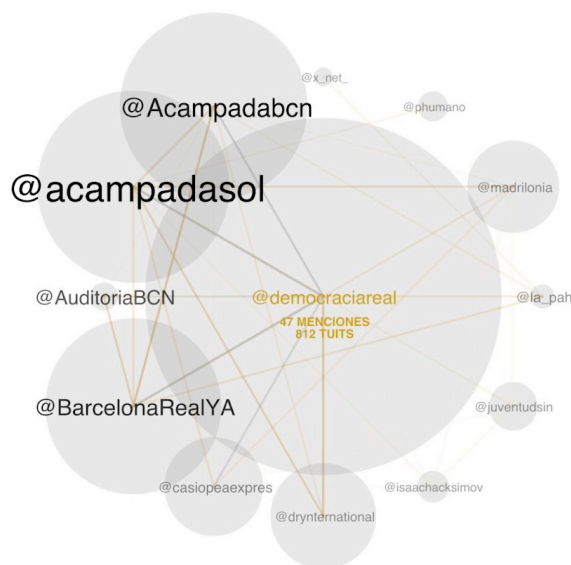 @x_net_
@Acampadabcn
@phumano
@acampadasol
@madrilonia
@AuditoriaBCN
@democraciareal
@la_pah
47 MENCIONES
812 TUITS
@BarcelonaRealYA
@juventudsin
@casiopeaexpres
@isaachacksimov
@drynternational